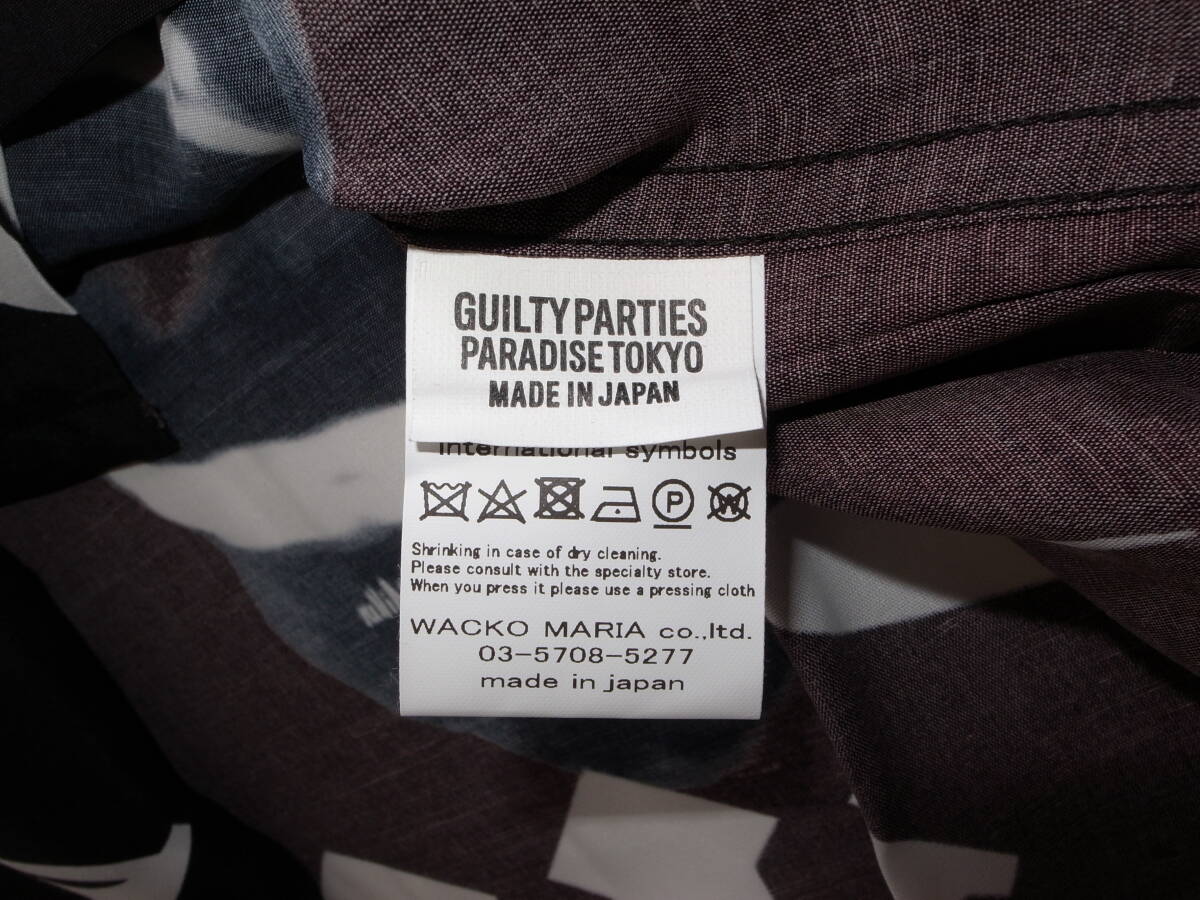 GUILTY PARTIES
PARADISE TOKYO
MADE IN JAPAN
international symbols
P
W
Shrinking in case of dry cleaning.
Please consult with the specialty store.
When you press it please use a pressing cloth
WACKO MARIA co.,ltd.
03-5708-5277
made in japan